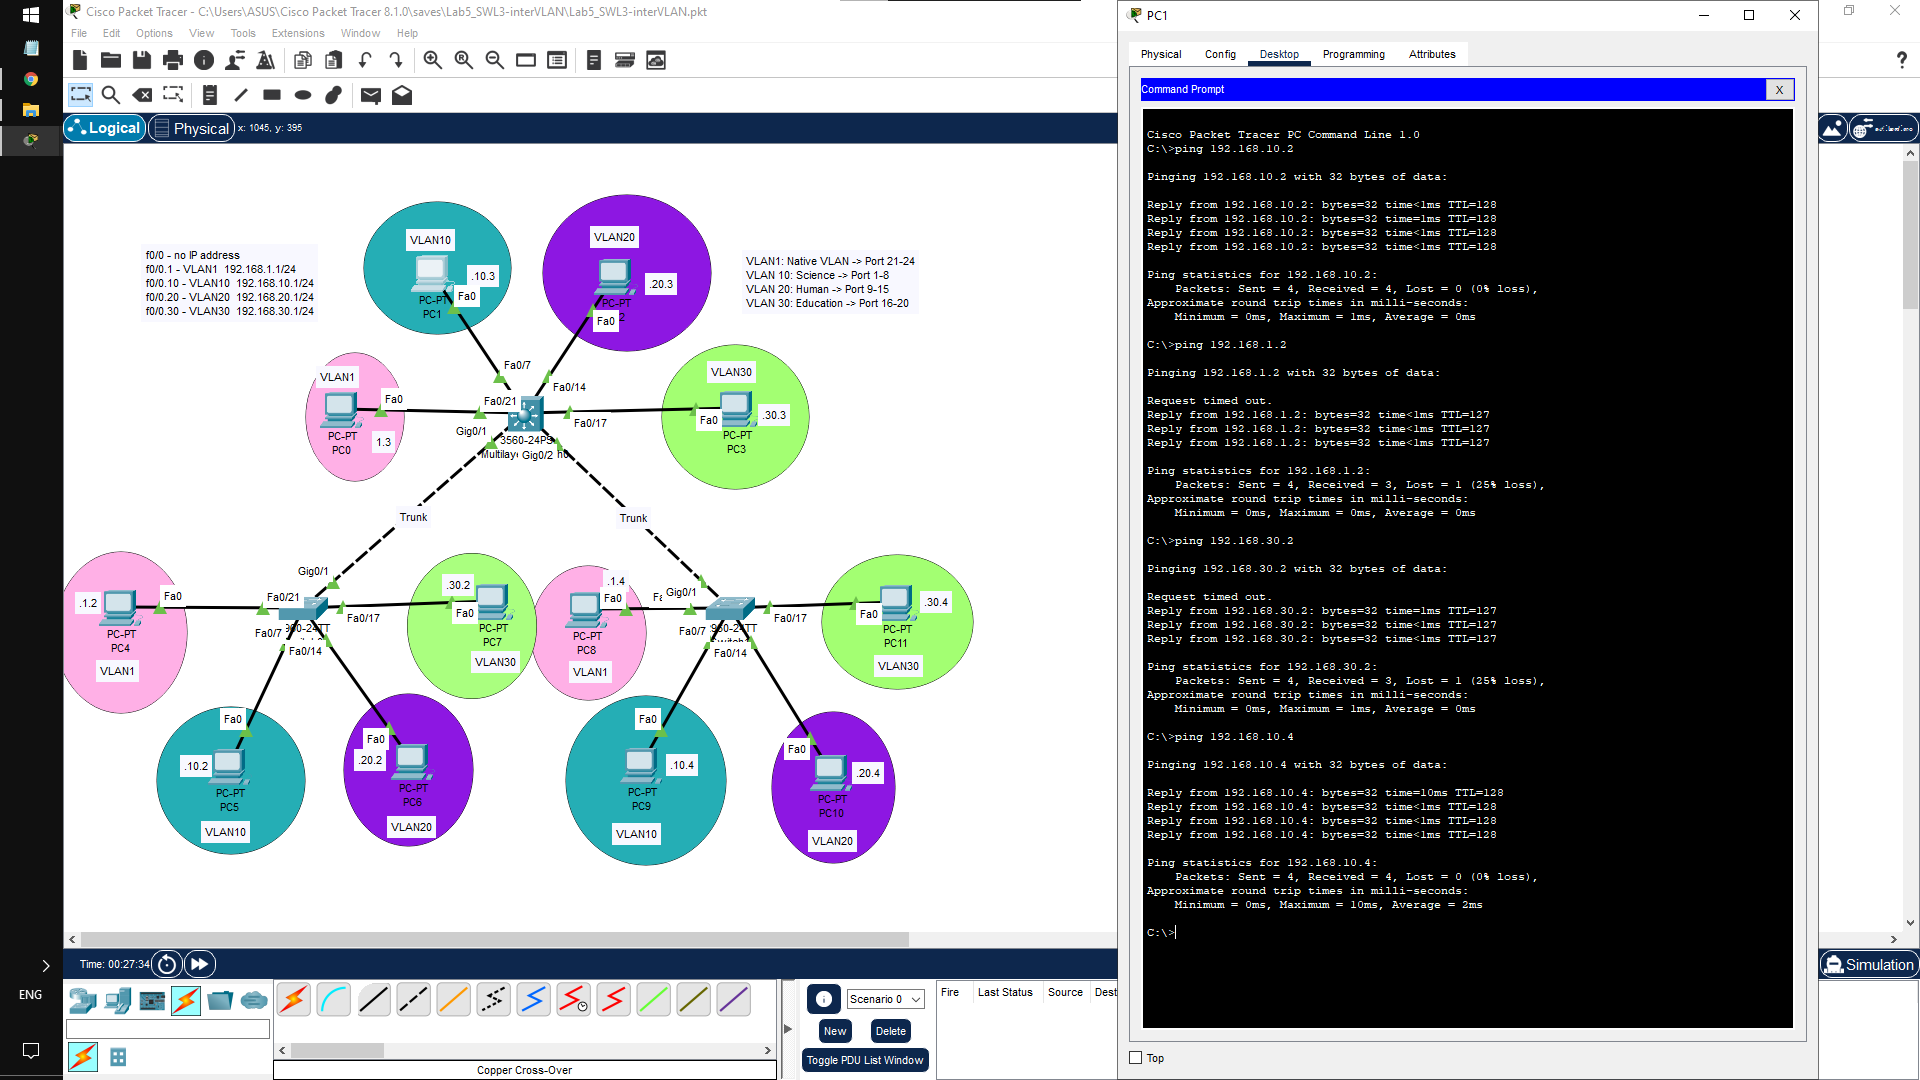 Cisco Packet Tracer - C:\Users\ASUS\Cisco Packet Tracer 8.1.0\saves\Lab5_SWL3-interVLAN\Lab5_SWL3-interVLAN.pkt
File Edit Options View Tools Extensions Window Help
Logical Physical x: 1045, y: 395
f0/0 - no IP address
f0/0.1 - VLAN1 192.168.1.1/24
f0/0.10 - VLAN10 192.168.10.1/24
f0/0.20 - VLAN20 192.168.20.1/24
f0/0.30 - VLAN30 192.168.30.1/24
VLAN10
.10.3
Fa0
PC-PT
PC1
VLAN20
.20.3
PC-PT
Fa0
2
VLAN1: Native VLAN -> Port 21-24
VLAN 10: Science -> Port 1-8
VLAN 20: Human -> Port 9-15
VLAN 30: Education -> Port 16-20
VLAN1
Fa0
PC-PT
PC0
1.3
Fa0/7
Fa0/14
Fa0/21
Fa0/17
Gig0/1
3560-24PS
Gig0/2
VLAN30
.30.3
Fa0
PC-PT
PC3
Trunk
Trunk
.1.2
Fa0
PC-PT
PC4
VLAN1
Gig0/1
Fa0/21
Fa0/17
Fa0/7
Fa0/14
.30.2
Fa0
PC-PT
PC7
VLAN30
.1.4
Fa0
PC-PT
PC8
VLAN1
Gig0/1
Fa0/7
Fa0/17
Fa0/14
.30.4
Fa0
PC-PT
PC11
VLAN30
Fa0
.10.2
PC-PT
PC5
VLAN10
Fa0
.20.2
PC-PT
PC6
VLAN20
Fa0
.10.4
PC-PT
PC9
VLAN10
Fa0
.20.4
PC-PT
PC10
VLAN20
Time: 00:27:34
Simulation
ENG
Scenario 0
New Delete
Toggle PDU List Window
Fire Last Status Source Dest
Copper Cross-Over
PC1
Physical Config Desktop Programming Attributes
Command Prompt X
Cisco Packet Tracer PC Command Line 1.0
C:\>ping 192.168.10.2
Pinging 192.168.10.2 with 32 bytes of data:
Reply from 192.168.10.2: bytes=32 time<1ms TTL=128
Reply from 192.168.10.2: bytes=32 time=1ms TTL=128
Reply from 192.168.10.2: bytes=32 time<1ms TTL=128
Reply from 192.168.10.2: bytes=32 time<1ms TTL=128
Ping statistics for 192.168.10.2:
Packets: Sent = 4, Received = 4, Lost = 0 (0% loss),
Approximate round trip times in milli-seconds:
Minimum = 0ms, Maximum = 1ms, Average = 0ms
C:\>ping 192.168.1.2
Pinging 192.168.1.2 with 32 bytes of data:
Request timed out.
Reply from 192.168.1.2: bytes=32 time<1ms TTL=127
Reply from 192.168.1.2: bytes=32 time<1ms TTL=127
Reply from 192.168.1.2: bytes=32 time<1ms TTL=127
Ping statistics for 192.168.1.2:
Packets: Sent = 4, Received = 3, Lost = 1 (25% loss),
Approximate round trip times in milli-seconds:
Minimum = 0ms, Maximum = 0ms, Average = 0ms
C:\>ping 192.168.30.2
Pinging 192.168.30.2 with 32 bytes of data:
Request timed out.
Reply from 192.168.30.2: bytes=32 time=1ms TTL=127
Reply from 192.168.30.2: bytes=32 time<1ms TTL=127
Reply from 192.168.30.2: bytes=32 time<1ms TTL=127
Ping statistics for 192.168.30.2:
Packets: Sent = 4, Received = 3, Lost = 1 (25% loss),
Approximate round trip times in milli-seconds:
Minimum = 0ms, Maximum = 1ms, Average = 0ms
C:\>ping 192.168.10.4
Pinging 192.168.10.4 with 32 bytes of data:
Reply from 192.168.10.4: bytes=32 time=10ms TTL=128
Reply from 192.168.10.4: bytes=32 time<1ms TTL=128
Reply from 192.168.10.4: bytes=32 time<1ms TTL=128
Reply from 192.168.10.4: bytes=32 time<1ms TTL=128
Ping statistics for 192.168.10.4:
Packets: Sent = 4, Received = 4, Lost = 0 (0% loss),
Approximate round trip times in milli-seconds:
Minimum = 0ms, Maximum = 10ms, Average = 2ms
C:\>
Top